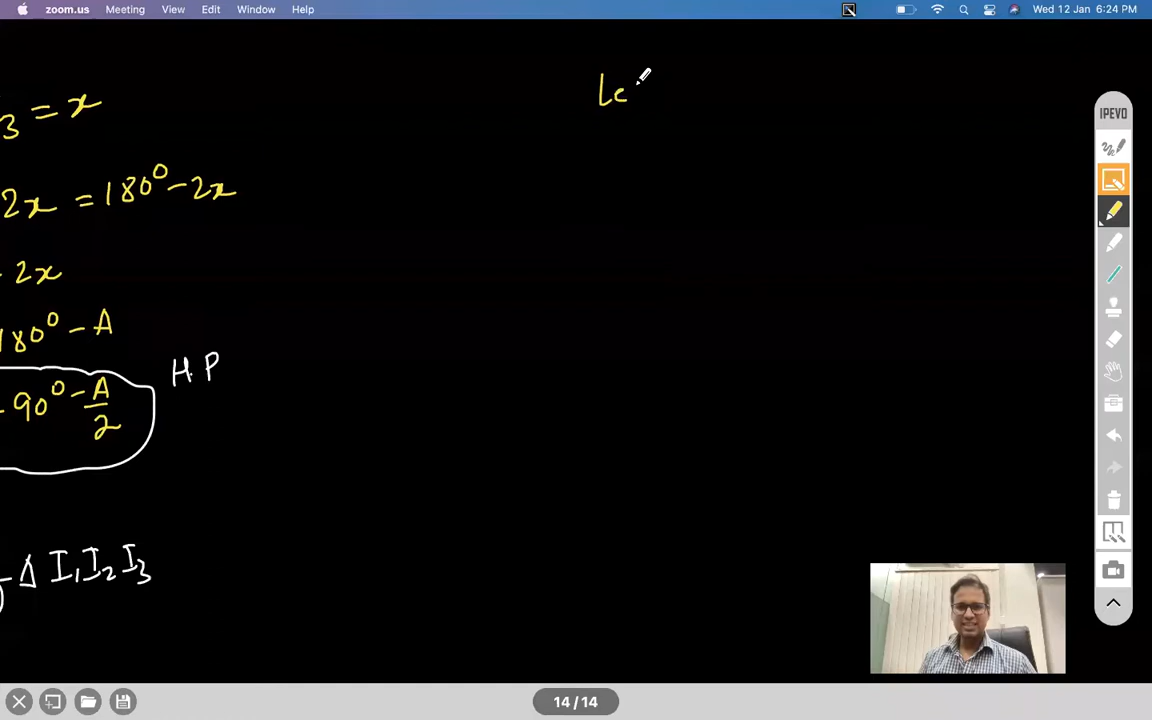 zoom.us Meeting View Edit Window Help Wed 12 Jan 6:24 PM
Le
3 = x
IPEVO
2x = 180° - 2x
- 2x
180° - A
H.P
- 90° - A/2
Δ I₁I₂I₃
14 / 14